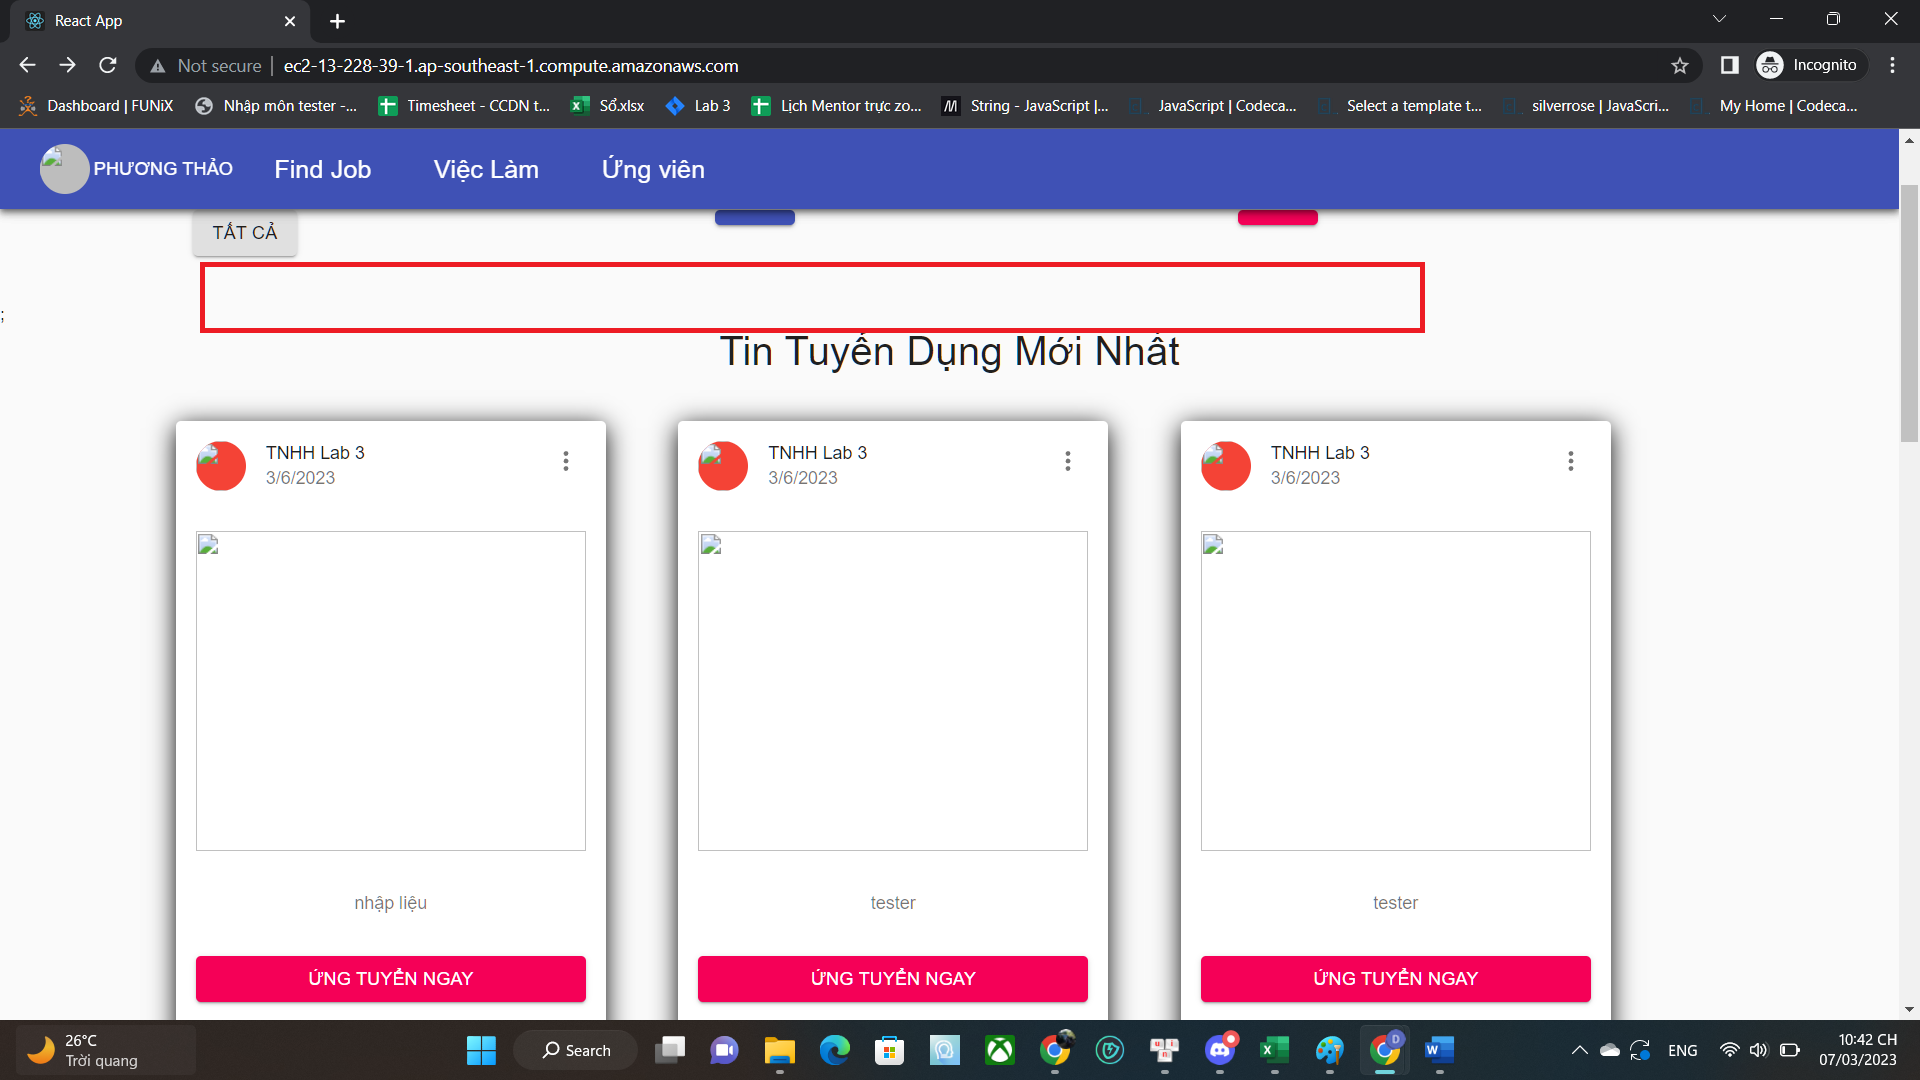 React App
Not secure
ec2-13-228-39-1.ap-southeast-1.compute.amazonaws.com
Incognito
Dashboard | FUNiX
Nhập môn tester -...
Timesheet - CCDN t...
Sổ.xlsx
Lab 3
Lịch Mentor trực zo...
String - JavaScript |...
JavaScript | Codeca...
Select a template t...
silverrose | JavaScri...
My Home | Codeca...
PHƯƠNG THẢO
Find Job
Việc Làm
Ứng viên
TẤT CẢ
;
Tin Tuyển Dụng Mới Nhất
TNHH Lab 3
3/6/2023
nhập liệu
ỨNG TUYỂN NGAY
TNHH Lab 3
3/6/2023
tester
ỨNG TUYỂN NGAY
TNHH Lab 3
3/6/2023
tester
ỨNG TUYỂN NGAY
26°C
Trời quang
Search
ENG
10:42 CH
07/03/2023